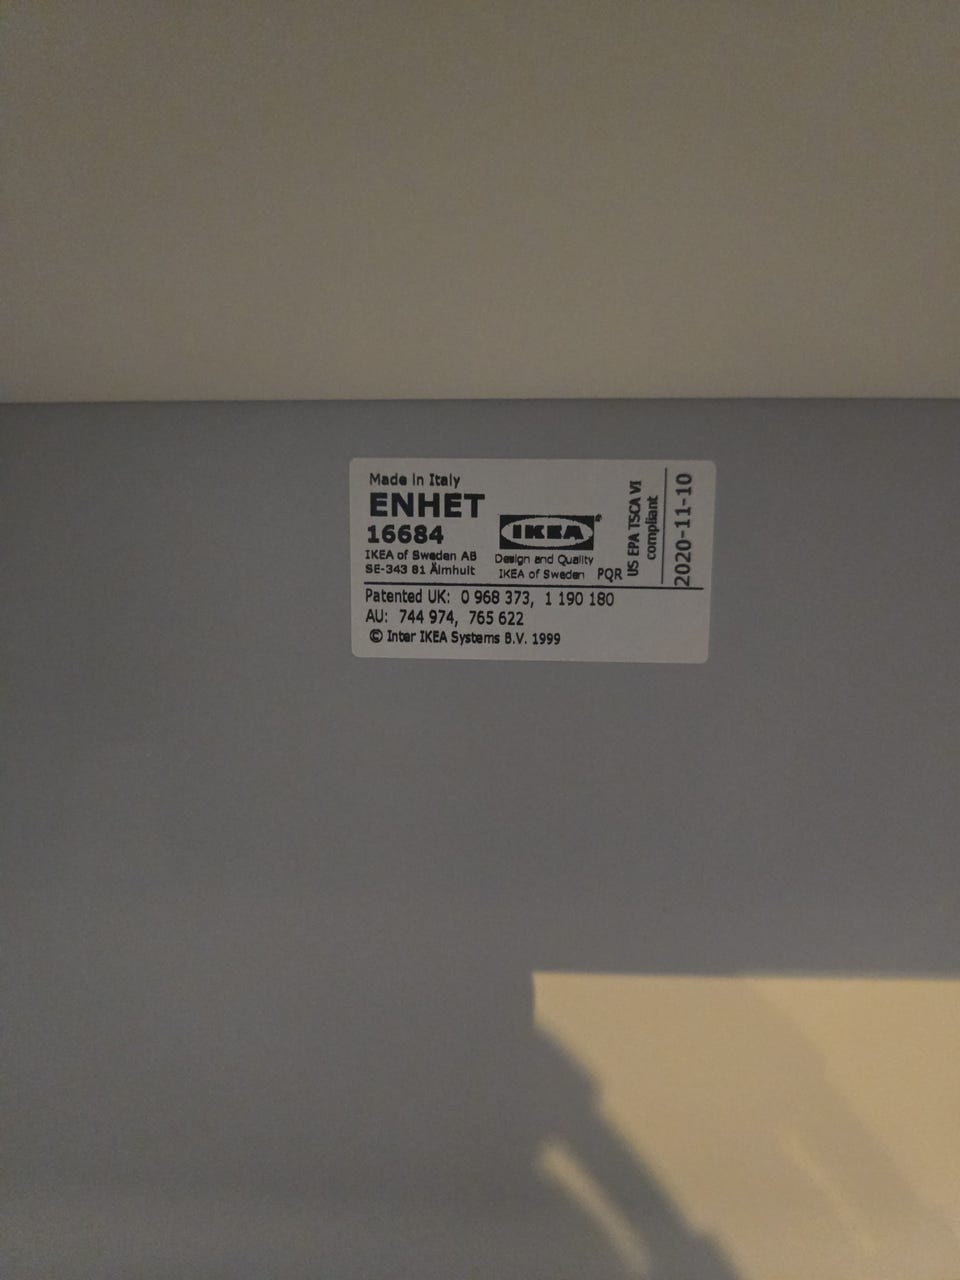 Made in Italy
ENHET
16684
IKEA of Sweden AB
SE-343 81 Älmhult
IKEA®
Design and Quality
IKEA of Sweden
PQR
US EPA TSCA VI
compliant
2020-11-10
Patented UK: 0 968 373, 1 190 180
AU: 744 974, 765 622
© Inter IKEA Systems B.V. 1999